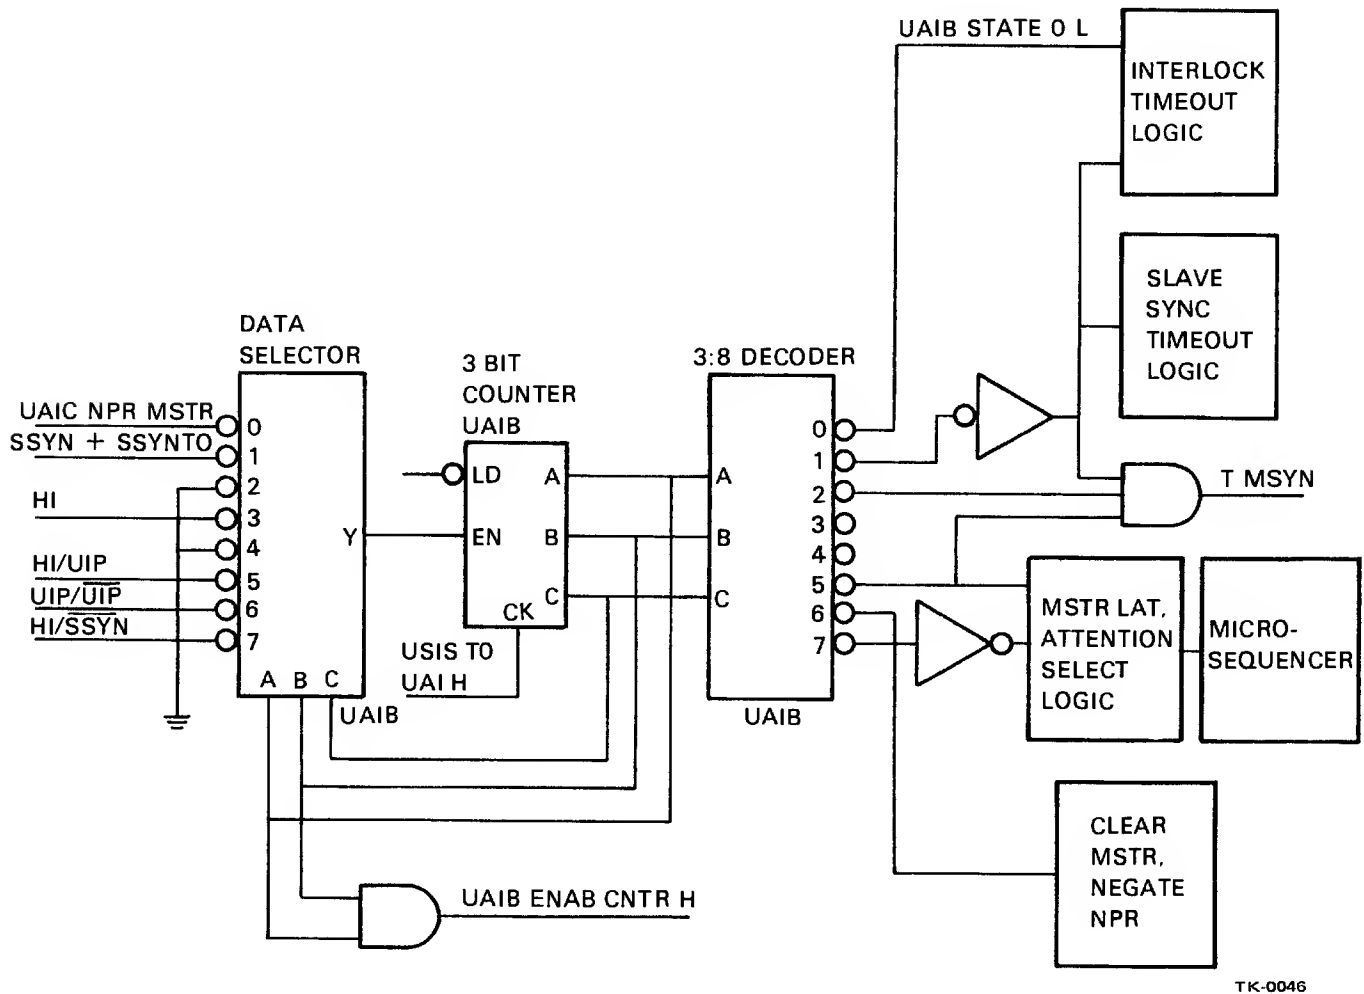 UAIB STATE 0 L
INTERLOCK
TIMEOUT
LOGIC
SLAVE
SYNC
TIMEOUT
LOGIC
DATA
SELECTOR
3 BIT
COUNTER
UAIB
3:8 DECODER
UAIC NPR MSTR
SSYN + SSYNTO
HI
HI/UIP
UIP/U̅I̅P̅
HI/S̅S̅Y̅N̅
0
1
2
3
4
5
6
7
Y
A B C
UAIB
LD
EN
CK
A
B
C
USIS T0
UAI H
A
B
C
0
1
2
3
4
5
6
7
UAIB
T MSYN
MSTR LAT,
ATTENTION
SELECT
LOGIC
MICRO-
SEQUENCER
CLEAR
MSTR,
NEGATE
NPR
UAIB ENAB CNTR H
TK-0046